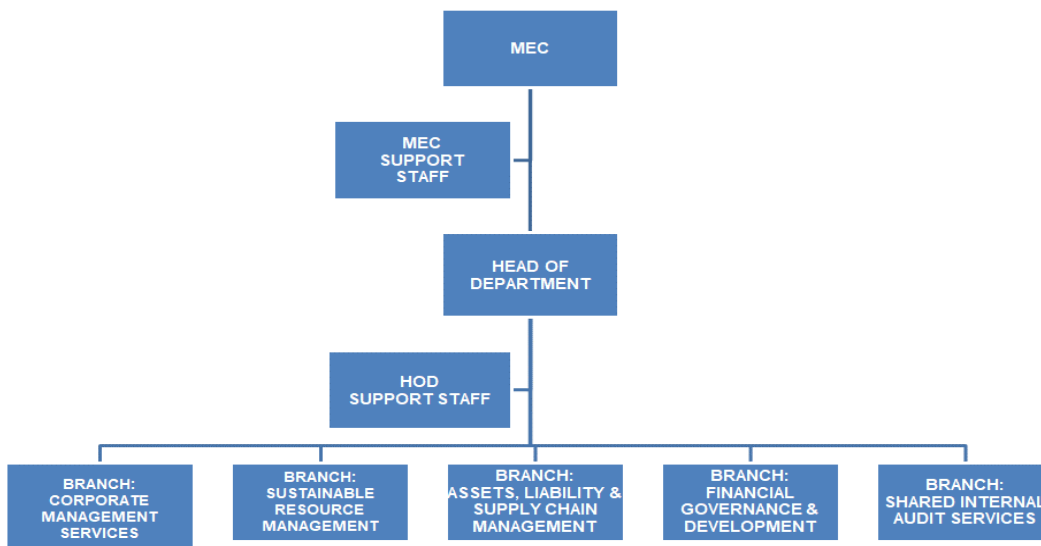 MEC
MEC
SUPPORT
STAFF
HEAD OF
DEPARTMENT
HOD
SUPPORT STAFF
BRANCH:
CORPORATE
MANAGEMENT
SERVICES
BRANCH:
SUSTAINABLE
RESOURCE
MANAGEMENT
BRANCH:
ASSETS, LIABILITY &
SUPPLY CHAIN
MANAGEMENT
BRANCH:
FINANCIAL
GOVERNANCE &
DEVELOPMENT
BRANCH:
SHARED INTERNAL
AUDIT SERVICES